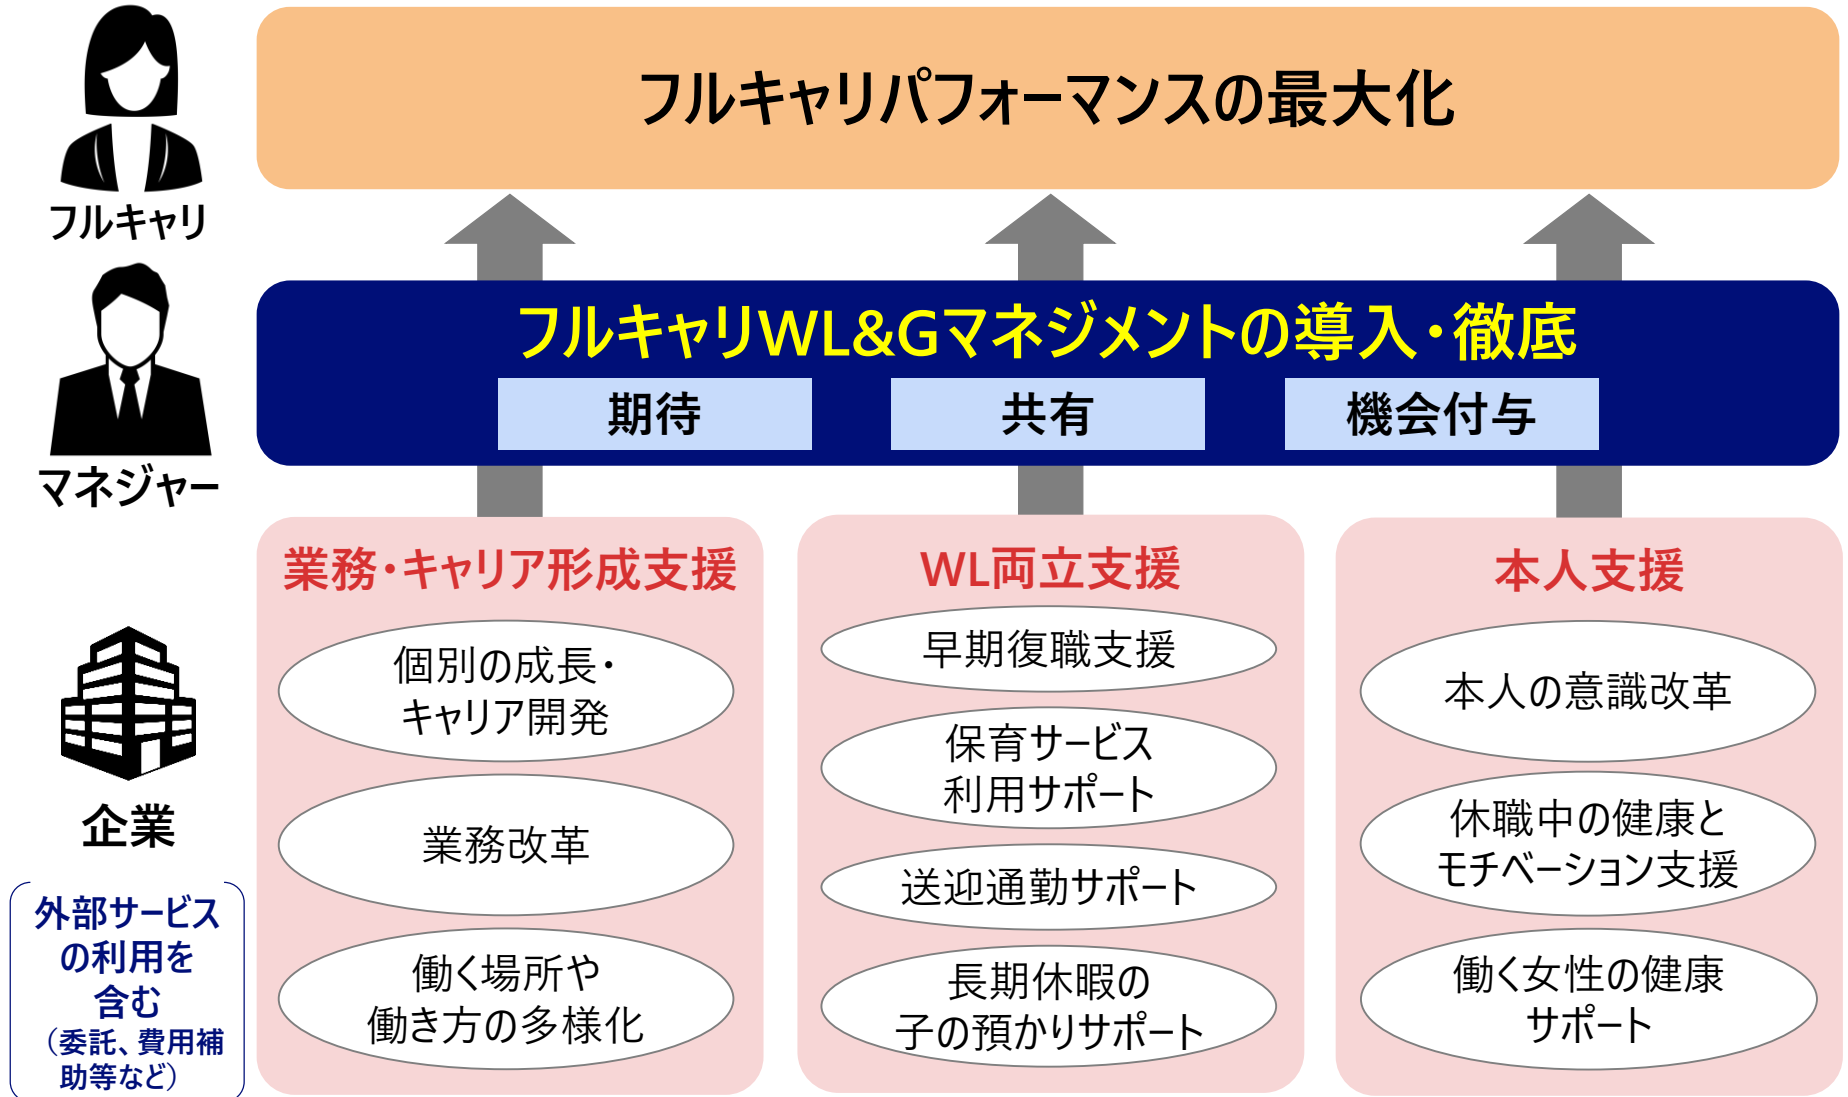 フルキャリパフォーマンスの最大化
フルキャリ
フルキャリWL&Gマネジメントの導入・徹底
期待
共有
機会付与
マネジャー
業務・キャリア形成支援
個別の成長・
キャリア開発
業務改革
働く場所や
働き方の多様化
WL両立支援
早期復職支援
保育サービス
利用サポート
送迎通勤サポート
長期休暇の
子の預かりサポート
本人支援
本人の意識改革
休職中の健康と
モチベーション支援
働く女性の健康
サポート
企業
外部サービス
の利用を
含む
（委託、費用補
助等など）